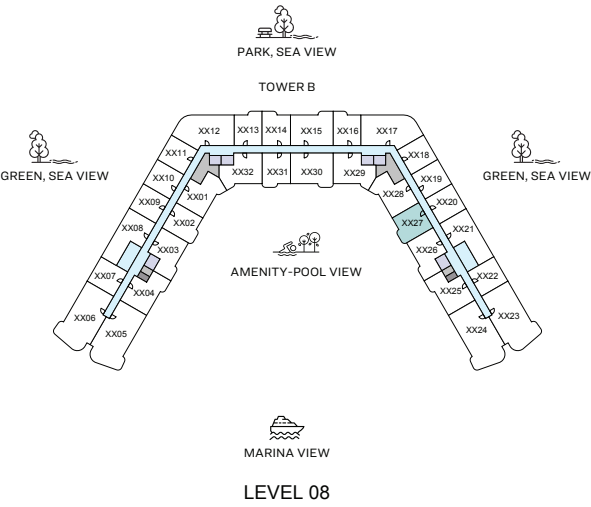 PARK, SEA VIEW
TOWER B
XX12
XX13
XX14
XX15
XX16
XX17
XX11
XX32
XX31
XX30
XX29
XX18
GREEN, SEA VIEW
GREEN, SEA VIEW
XX10
XX01
XX28
XX19
XX09
XX02
XX27
XX20
XX08
XX03
XX26
XX21
AMENITY-POOL VIEW
XX07
XX04
XX25
XX22
XX06
XX05
XX24
XX23
MARINA VIEW
LEVEL 08